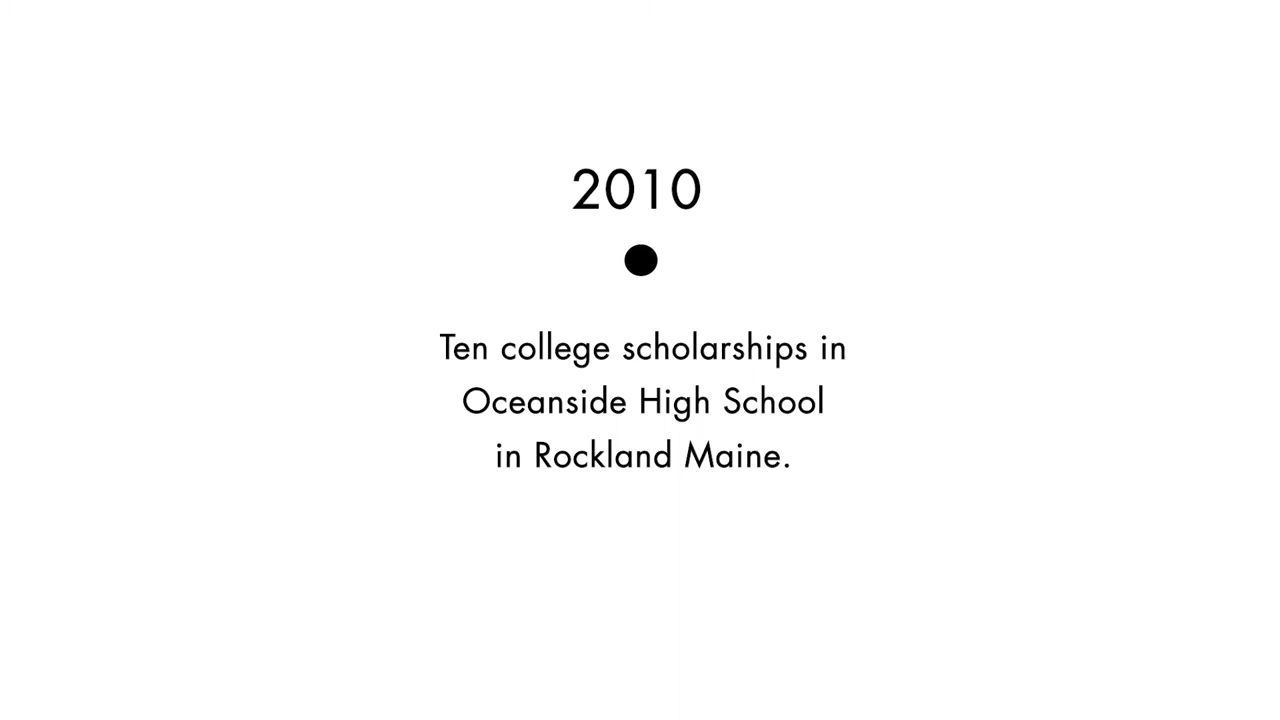 2010
Ten college scholarships in
Oceanside High School
in Rockland Maine.